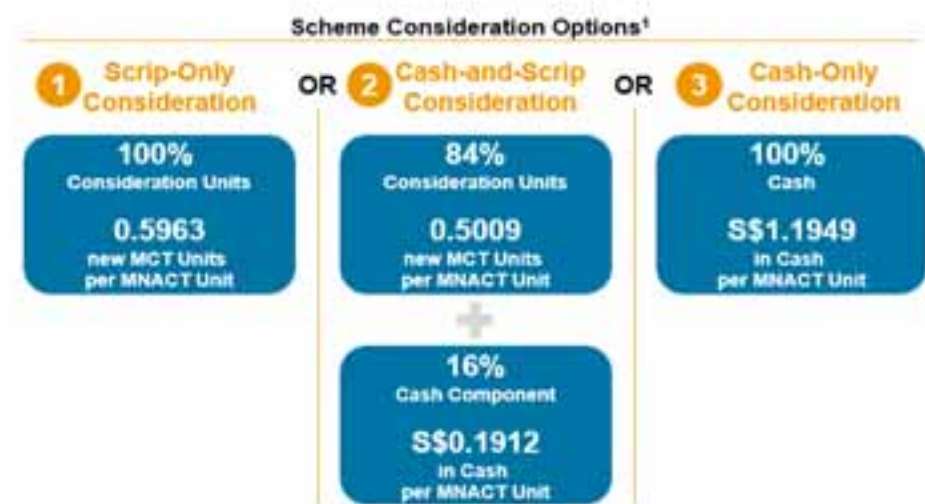 Scheme Consideration Options¹
1 Scrip-Only
Consideration
OR
2 Cash-and-Scrip
Consideration
OR
3 Cash-Only
Consideration
100%
Consideration Units
0.5963
new MCT Units
per MNACT Unit
84%
Consideration Units
0.5009
new MCT Units
per MNACT Unit
+
16%
Cash Component
S$0.1912
in Cash
per MNACT Unit
100%
Cash
S$1.1949
in Cash
per MNACT Unit